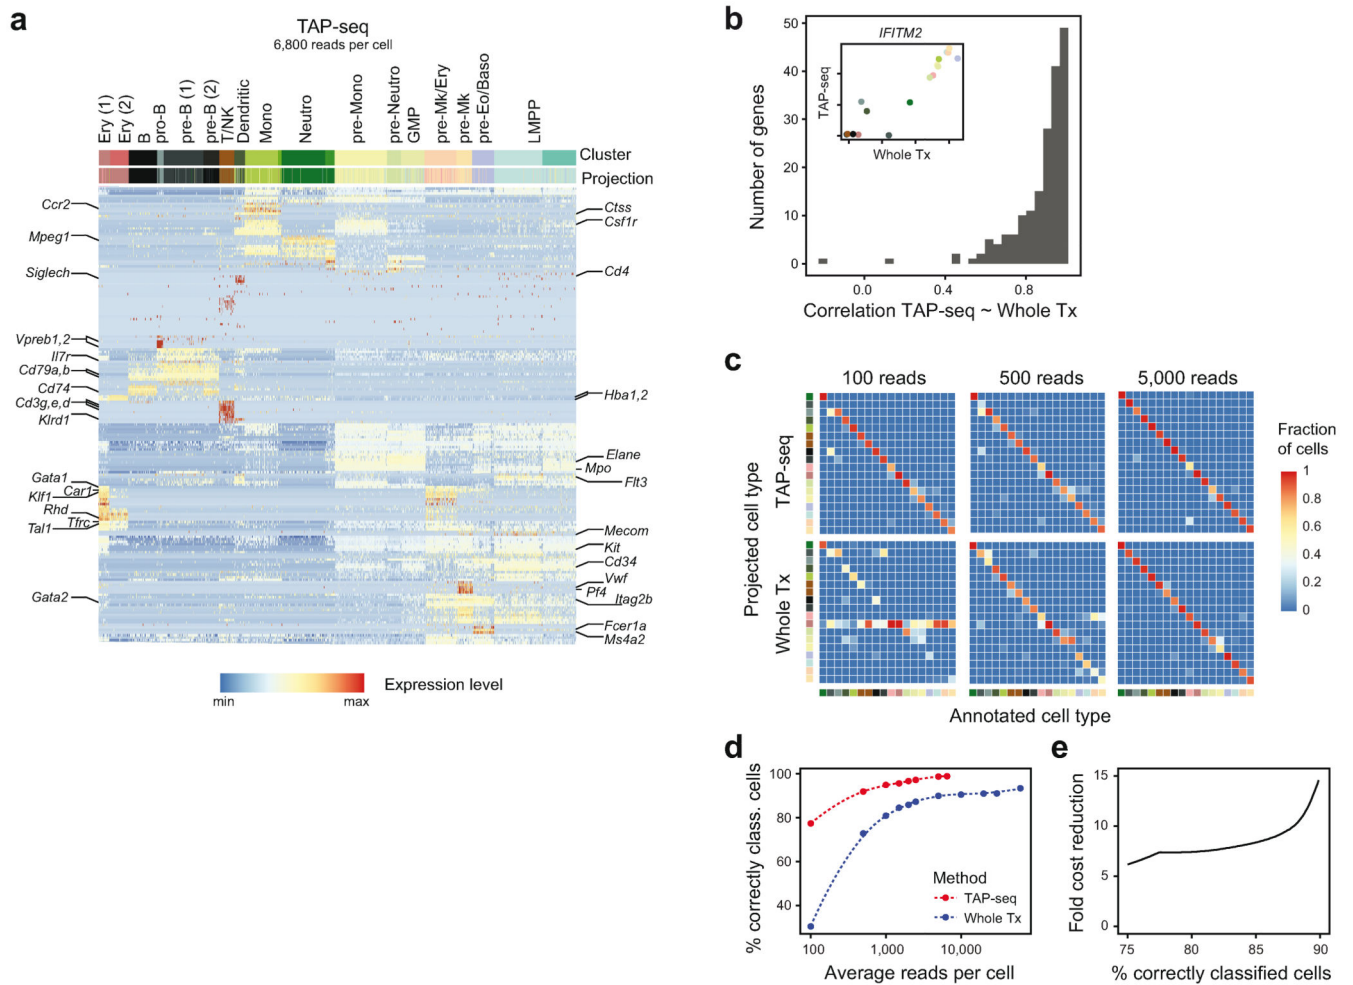 a
TAP-seq
6,800 reads per cell
Ery (1)
Ery (2)
B
pro-B
pre-B (1)
pre-B (2)
T/NK
Dendritic
Mono
Neutro
pre-Mono
pre-Neutro
GMP
pre-Mk/Ery
pre-Mk
pre-Eo/Baso
LMPP
Cluster
Projection
Ccr2
Mpeg1
Siglech
Vpreb1,2
Il7r
Cd79a,b
Cd74
Cd3g,e,d
Klrd1
Gata1
Car1
Klf1
Rhd
Tfrc
Tal1
Gata2
Ctss
Csf1r
Cd4
Hba1,2
Elane
Mpo
Flt3
Mecom
Kit
Cd34
Vwf
Pf4
Itag2b
Fcer1a
Ms4a2
min
max
Expression level
b
Number of genes
50
40
30
20
10
0
IFITM2
TAP-seq
Whole Tx
0.0
0.4
0.8
Correlation TAP-seq ~ Whole Tx
c
100 reads
500 reads
5,000 reads
Projected cell type
TAP-seq
Whole Tx
Annotated cell type
Fraction
of cells
1
0.8
0.6
0.4
0.2
0
d
% correctly class. cells
100
80
60
40
Method
TAP-seq
Whole Tx
100
1,000
10,000
Average reads per cell
e
Fold cost reduction
15
10
5
0
75
80
85
90
% correctly classified cells